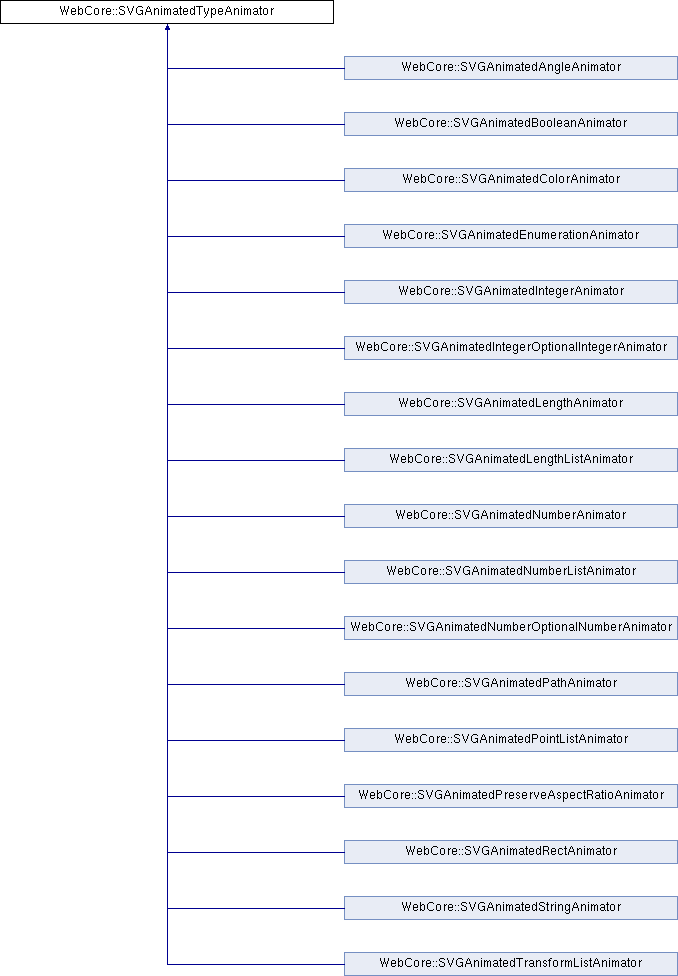 WebCore::SVGAnimatedTypeAnimator
WebCore::SVGAnimatedAngleAnimator
WebCore::SVGAnimatedBooleanAnimator
WebCore::SVGAnimatedColorAnimator
WebCore::SVGAnimatedEnumerationAnimator
WebCore::SVGAnimatedIntegerAnimator
WebCore::SVGAnimatedIntegerOptionalIntegerAnimator
WebCore::SVGAnimatedLengthAnimator
WebCore::SVGAnimatedLengthListAnimator
WebCore::SVGAnimatedNumberAnimator
WebCore::SVGAnimatedNumberListAnimator
WebCore::SVGAnimatedNumberOptionalNumberAnimator
WebCore::SVGAnimatedPathAnimator
WebCore::SVGAnimatedPointListAnimator
WebCore::SVGAnimatedPreserveAspectRatioAnimator
WebCore::SVGAnimatedRectAnimator
WebCore::SVGAnimatedStringAnimator
WebCore::SVGAnimatedTransformListAnimator